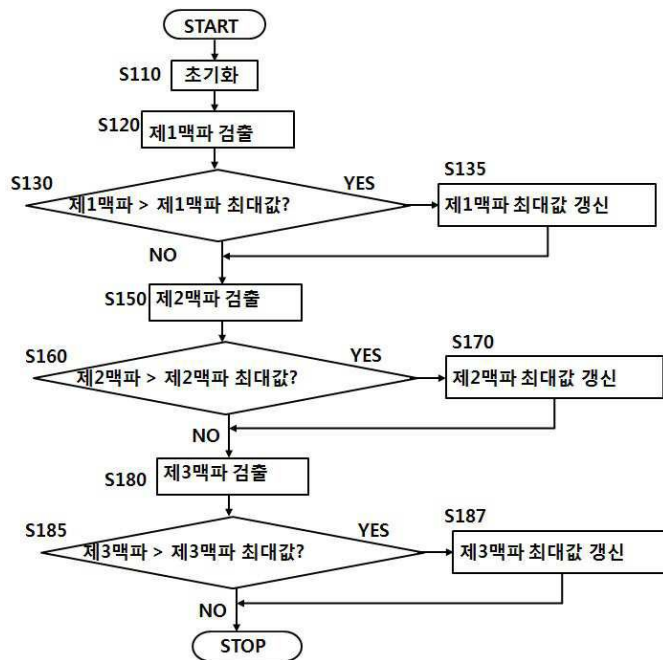 START
S110
초기화
S120
제1맥파 검출
S130
제1맥파 > 제1맥파 최대값?
YES
S135
제1맥파 최대값 갱신
NO
S150
제2맥파 검출
S160
제2맥파 > 제2맥파 최대값?
YES
S170
제2맥파 최대값 갱신
NO
S180
제3맥파 검출
S185
제3맥파 > 제3맥파 최대값?
YES
S187
제3맥파 최대값 갱신
NO
STOP